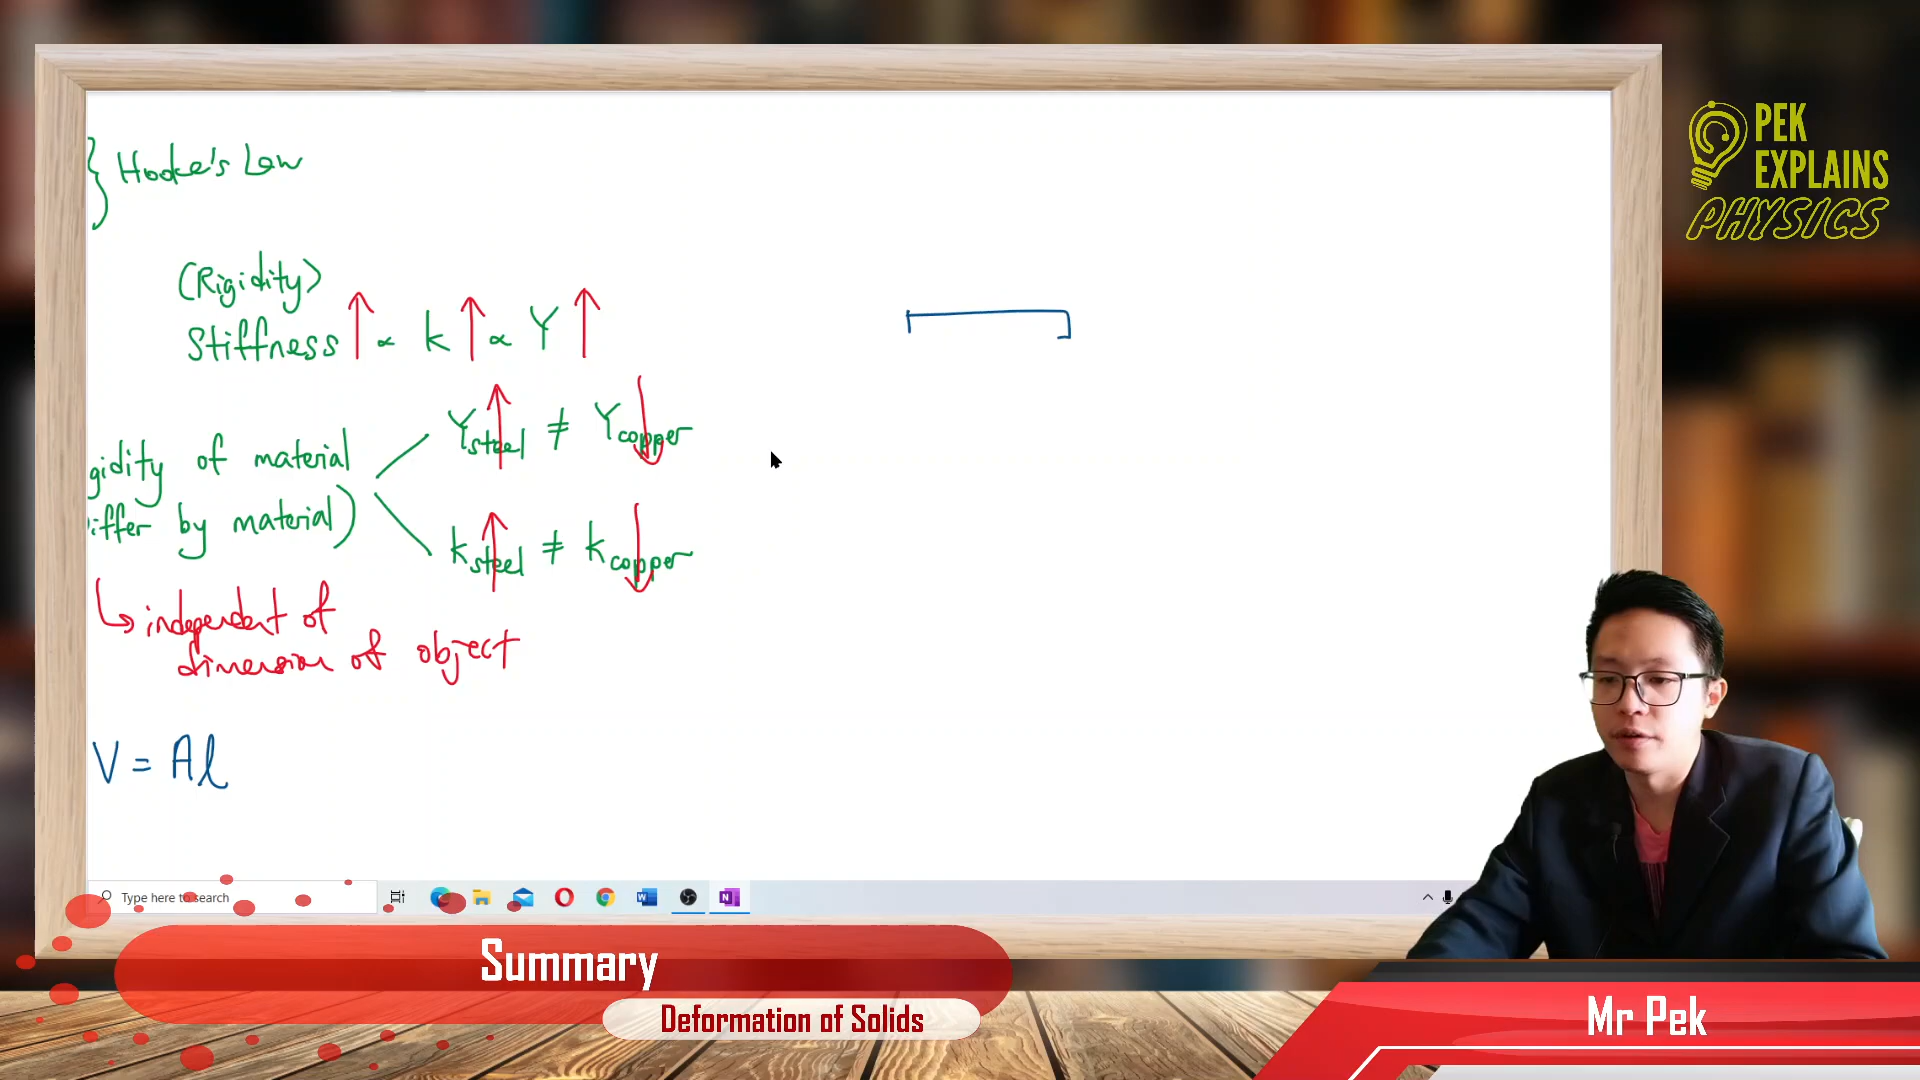 } Hooke's Law
(Rigidity)
Stiffness ↑ ∝ k ↑ ∝ Y ↑
Ysteel ↑ ≠ Ycopper ↓
gidity of material
iffer by material)
ksteel ↑ ≠ kcopper ↓
↳ independent of
dimension of object
V = Al
PEK
EXPLAINS
PHYSICS
Type here to search
Summary
Deformation of Solids
Mr Pek